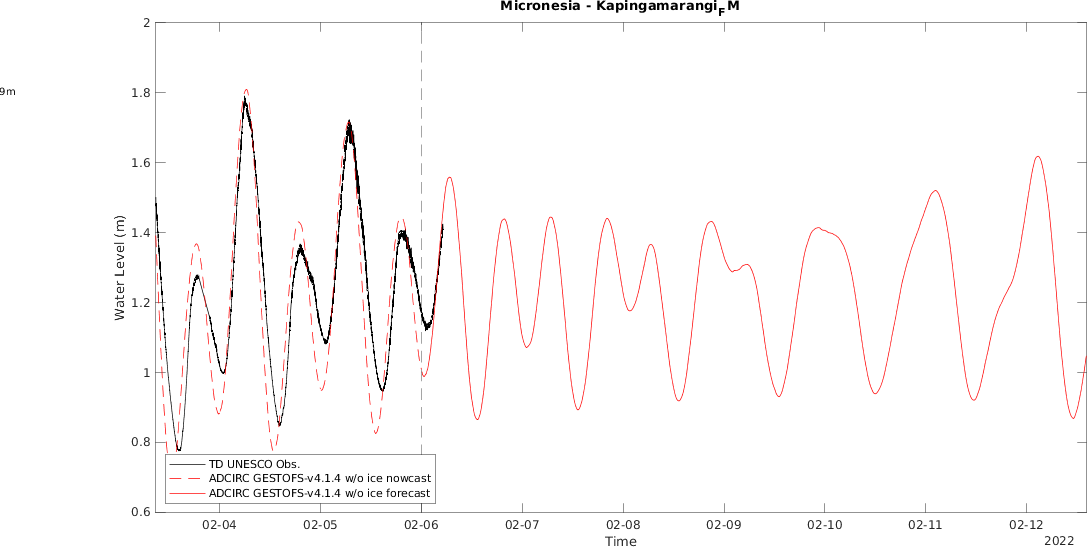 Micronesia - KapingamarangiFM
9m
Water Level (m)
2
1.8
1.6
1.4
1.2
1
0.8
0.6
TD UNESCO Obs.
ADCIRC GESTOFS-v4.1.4 w/o ice nowcast
ADCIRC GESTOFS-v4.1.4 w/o ice forecast
02-04 02-05 02-06 02-07 02-08 02-09 02-10 02-11 02-12
Time
2022